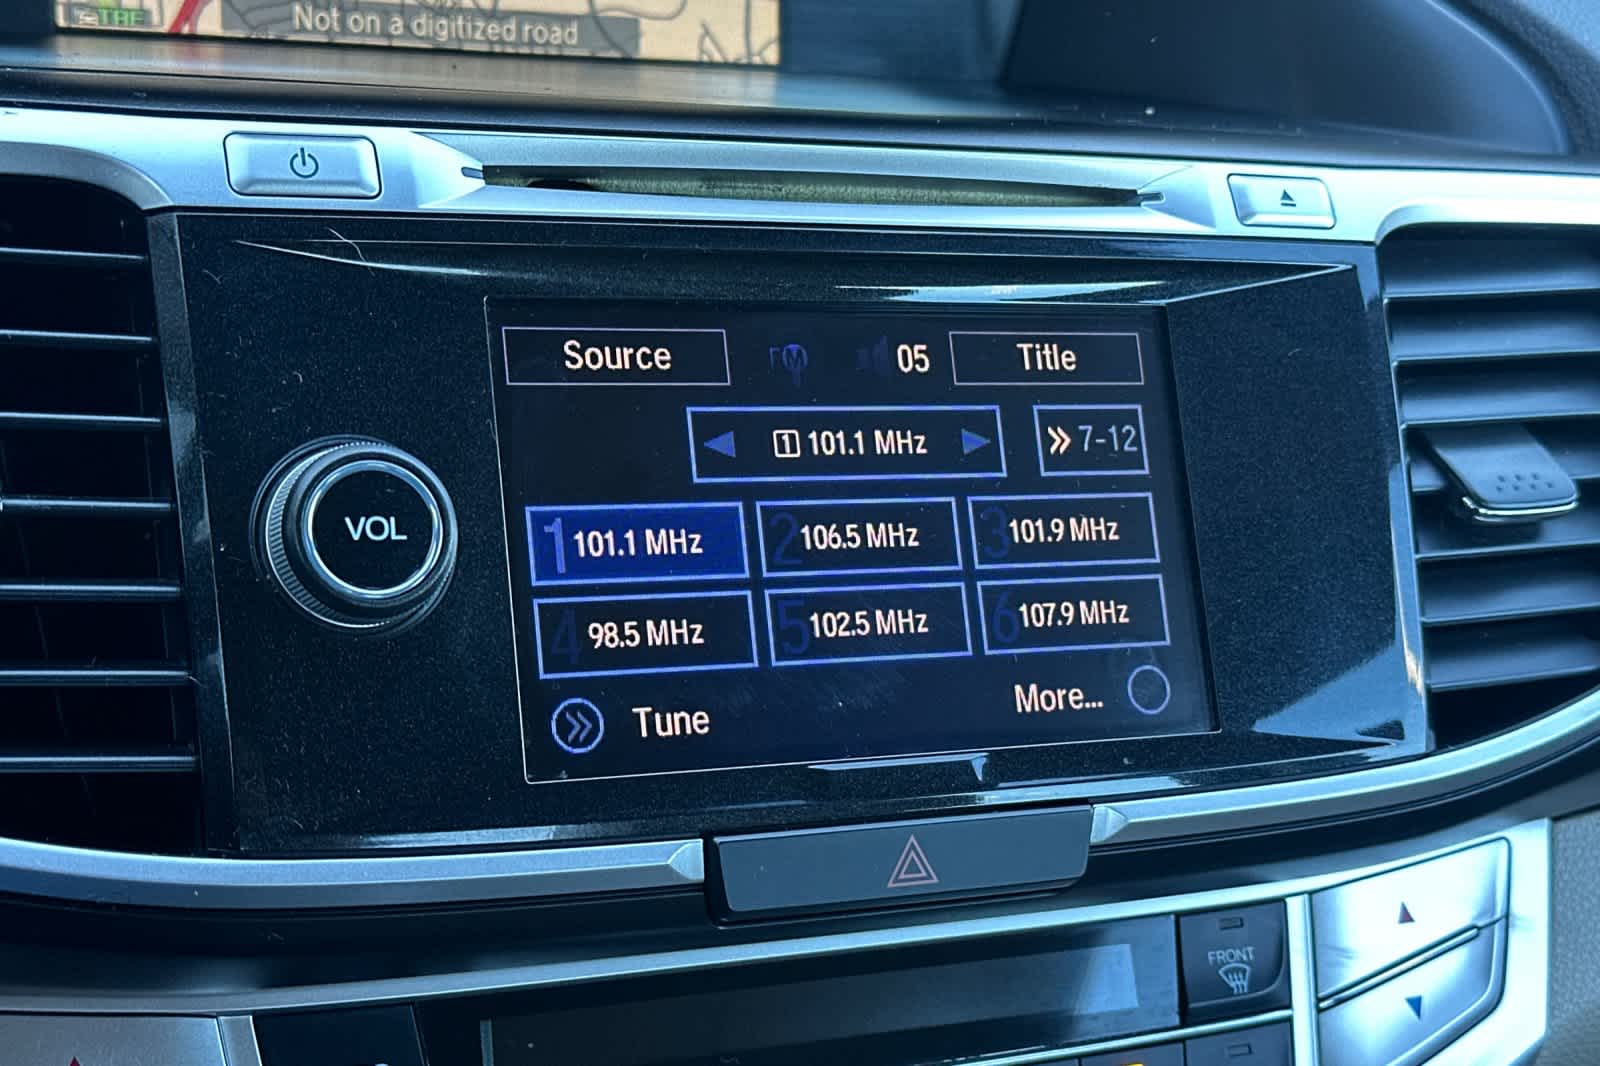 TRF
Not on a digitized road
Source FM 05 Title
1 101.1 MHz » 7-12
1 101.1 MHz 2 106.5 MHz 3 101.9 MHz
4 98.5 MHz 5 102.5 MHz 6 107.9 MHz
» Tune More...
VOL
FRONT